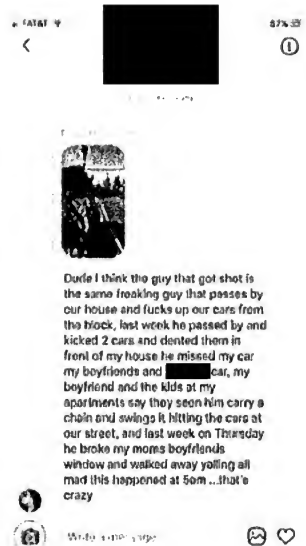 AT&T
57%
Dude I think the guy that got shot is
the same freaking guy that passes by
our house and fucks up our cars from
the block, last week he passed by and
kicked 2 cars and dented them in
front of my house he missed my car
my boyfriends and car, my
boyfriend and the kids at my
apartments say they seen him carry a
chain and swings it hitting the cars at
our street, and last week on Thursday
he broke my moms boyfriends
window and walked away yelling all
mad this happened at 5am ...that's
crazy
Write a message